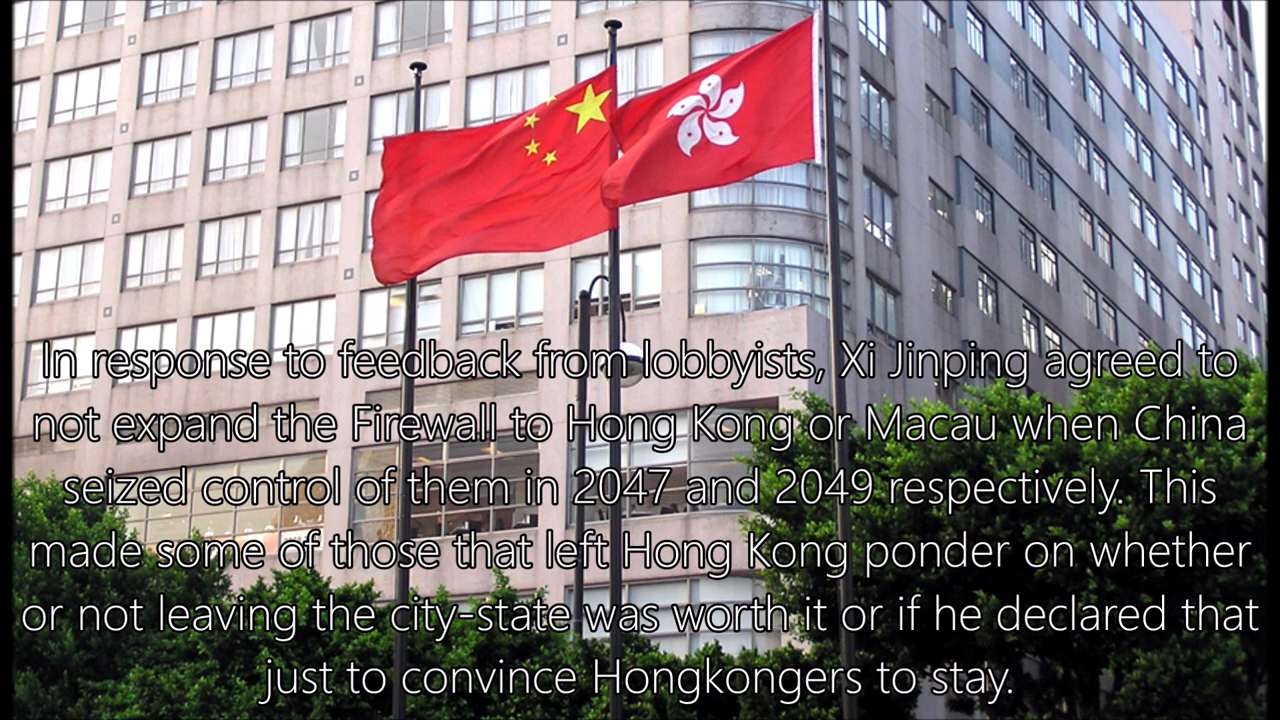 In response to feedback from lobbyists, Xi Jinping agreed to
not expand the Firewall to Hong Kong or Macau when China
seized control of them in 2047 and 2049 respectively. This
made some of those that left Hong Kong ponder on whether
or not leaving the city-state was worth it or if he declared that
just to convince Hongkongers to stay.